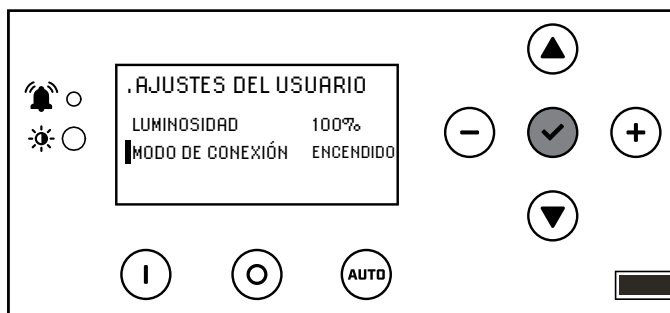 .AJUSTES DEL USUARIO
LUMINOSIDAD 100%
MODO DE CONEXIÓN ENCENDIDO
AUTO